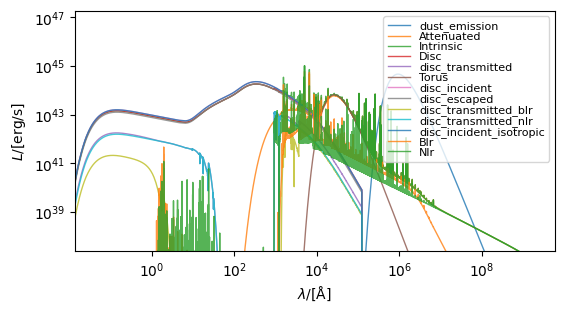 10^47
10^45
10^43
10^41
10^39
L/[erg/s]
dust_emission
Attenuated
Intrinsic
Disc
disc_transmitted
Torus
disc_incident
disc_escaped
disc_transmitted_blr
disc_transmitted_nlr
disc_incident_isotropic
Blr
Nlr
10^0 10^2 10^4 10^6 10^8
λ/[Å]